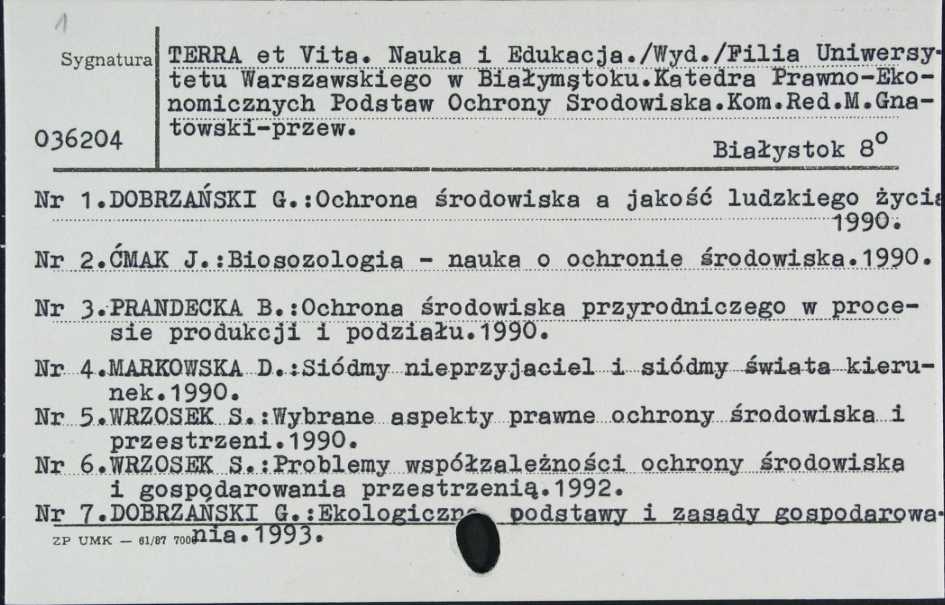 1
Sygnatura
TERRA et Vita. Nauka i Edukacja./Wyd./Filia Uniwersy-
tetu Warszawskiego w Białymstoku.Katedra Prawno-Eko-
nomicznych Podstaw Ochrony Środowiska.Kom.Red.M.Gna-
towski-przew.
036204
Białystok 8⁰
Nr 1.DOBRZAŃSKI G.:Ochrona środowiska a jakość ludzkiego życia
1990.
Nr 2.ĆMAK J.:Biosozologia - nauka o ochronie środowiska.1990.
Nr 3.PRANDECKA B.:Ochrona środowiska przyrodniczego w proce-
sie produkcji i podziału.1990.
Nr 4.MARKOWSKA D.:Siódmy nieprzyjaciel i siódmy świata kieru-
nek.1990.
Nr 5.WRZOSEK S.:Wybrane aspekty prawne ochrony środowiska i
przestrzeni.1990.
Nr 6.WRZOSEK S.:Problemy współzależności ochrony środowiska
i gospodarowania przestrzenią.1992.
Nr 7.DOBRZAŃSKI G.:Ekologiczne podstawy i zasady gospodarowa-
nia.1993.
ZP UMK — 61/87 7000